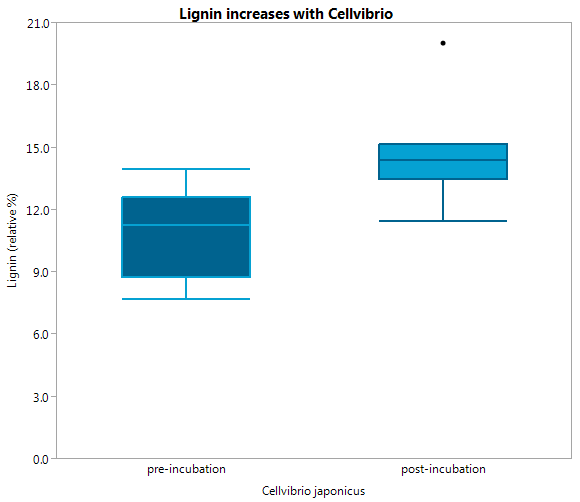 Lignin increases with Cellvibrio
21.0
18.0
15.0
12.0
9.0
6.0
3.0
0.0
Lignin (relative %)
pre-incubation
post-incubation
Cellvibrio japonicus